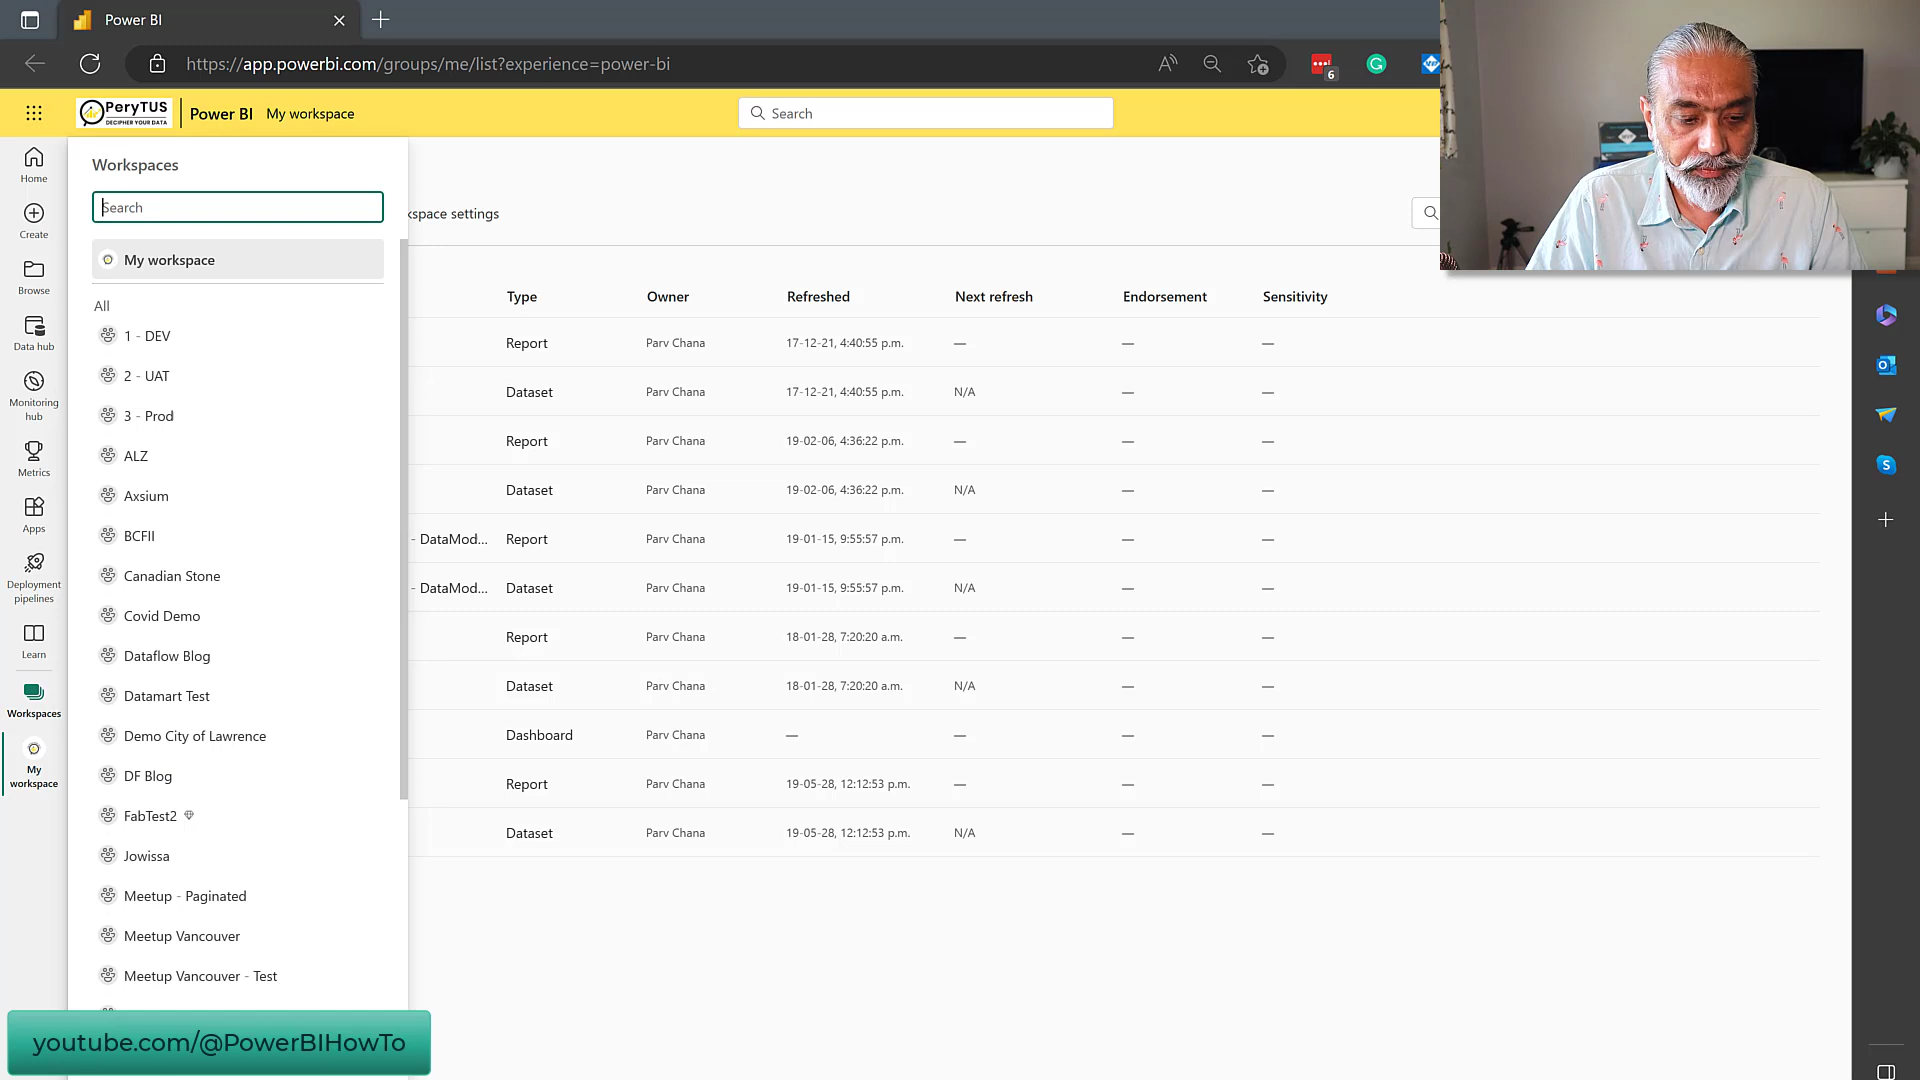 Power BI
https://app.powerbi.com/groups/me/list?experience=power-bi
6
PeryTUS
DECIPHER YOUR DATA
Power BI My workspace
Search
Home
Create
Browse
Data hub
Monitoring
hub
Metrics
Apps
Deployment
pipelines
Learn
Workspaces
My
workspace
Workspaces
Search
My workspace
All
1 - DEV
2 - UAT
3 - Prod
ALZ
Axsium
BCFII
Canadian Stone
Covid Demo
Dataflow Blog
Datamart Test
Demo City of Lawrence
DF Blog
FabTest2
Jowissa
Meetup - Paginated
Meetup Vancouver
Meetup Vancouver - Test
kspace settings
Type Owner Refreshed Next refresh Endorsement Sensitivity
Report Parv Chana 17-12-21, 4:40:55 p.m. — — —
Dataset Parv Chana 17-12-21, 4:40:55 p.m. N/A — —
Report Parv Chana 19-02-06, 4:36:22 p.m. — — —
Dataset Parv Chana 19-02-06, 4:36:22 p.m. N/A — —
- DataMod... Report Parv Chana 19-01-15, 9:55:57 p.m. — — —
- DataMod... Dataset Parv Chana 19-01-15, 9:55:57 p.m. N/A — —
Report Parv Chana 18-01-28, 7:20:20 a.m. — — —
Dataset Parv Chana 18-01-28, 7:20:20 a.m. N/A — —
Dashboard Parv Chana — — — —
Report Parv Chana 19-05-28, 12:12:53 p.m. — — —
Dataset Parv Chana 19-05-28, 12:12:53 p.m. N/A — —
youtube.com/@PowerBIHowTo